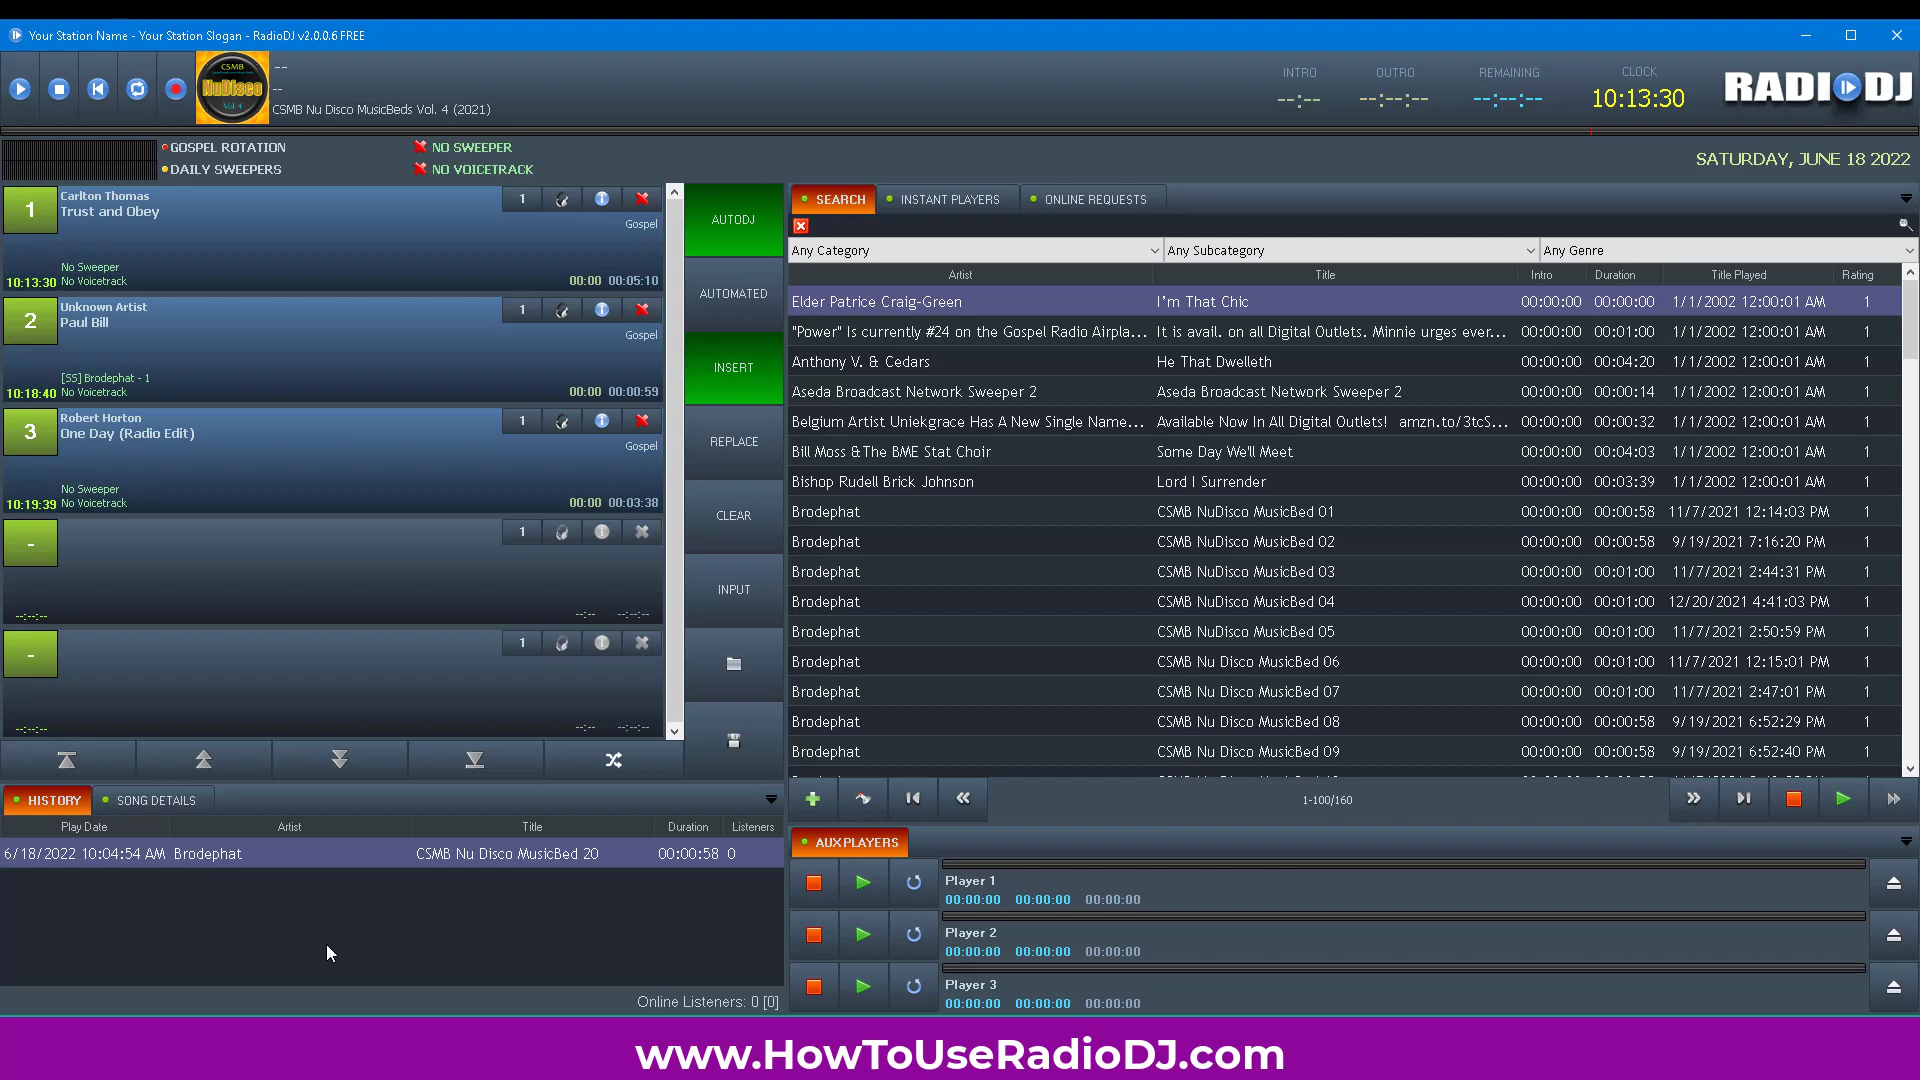 Your Station Name - Your Station Slogan - RadioDJ v2.0.0.6 FREE
CSMB
NuDisco
Vol. 4
--
--
CSMB Nu Disco MusicBeds Vol. 4 (2021)
INTRO OUTRO REMAINING CLOCK
--:-- --:--:-- --:--:-- 10:13:30
RADIODJ
GOSPEL ROTATION
DAILY SWEEPERS
NO SWEEPER
NO VOICETRACK
SATURDAY, JUNE 18 2022
1
Carlton Thomas
Trust and Obey
1
Gospel
No Sweeper
10:13:30 No Voicetrack 00:00 00:05:10
2
Unknown Artist
Paul Bill
1
Gospel
[SS] Brodephat - 1
10:18:40 No Voicetrack 00:00 00:00:59
3
Robert Horton
One Day (Radio Edit)
1
Gospel
No Sweeper
10:19:39 No Voicetrack 00:00 00:03:38
- 1
--:--:-- --:-- --:--:--
- 1
--:--:-- --:-- --:--:--
AUTODJ
AUTOMATED
INSERT
REPLACE
CLEAR
INPUT
SEARCH INSTANT PLAYERS ONLINE REQUESTS
Any Category Any Subcategory Any Genre
Artist Title Intro Duration Title Played Rating
Elder Patrice Craig-Green I'm That Chic 00:00:00 00:00:00 1/1/2002 12:00:01 AM 1
"Power" Is currently #24 on the Gospel Radio Airpla... It is avail. on all Digital Outlets. Minnie urges ever... 00:00:00 00:01:00 1/1/2002 12:00:01 AM 1
Anthony V. & Cedars He That Dwelleth 00:00:00 00:04:20 1/1/2002 12:00:01 AM 1
Aseda Broadcast Network Sweeper 2 Aseda Broadcast Network Sweeper 2 00:00:00 00:00:14 1/1/2002 12:00:01 AM 1
Belgium Artist Uniekgrace Has A New Single Name... Available Now In All Digital Outlets! amzn.to/3tcS... 00:00:00 00:00:32 1/1/2002 12:00:01 AM 1
Bill Moss & The BME Stat Choir Some Day We'll Meet 00:00:00 00:04:03 1/1/2002 12:00:01 AM 1
Bishop Rudell Brick Johnson Lord I Surrender 00:00:00 00:03:39 1/1/2002 12:00:01 AM 1
Brodephat CSMB NuDisco MusicBed 01 00:00:00 00:00:58 11/7/2021 12:14:03 PM 1
Brodephat CSMB NuDisco MusicBed 02 00:00:00 00:00:58 9/19/2021 7:16:20 PM 1
Brodephat CSMB NuDisco MusicBed 03 00:00:00 00:01:00 11/7/2021 2:44:31 PM 1
Brodephat CSMB NuDisco MusicBed 04 00:00:00 00:01:00 12/20/2021 4:41:03 PM 1
Brodephat CSMB NuDisco MusicBed 05 00:00:00 00:01:00 11/7/2021 2:50:59 PM 1
Brodephat CSMB Nu Disco MusicBed 06 00:00:00 00:01:00 11/7/2021 12:15:01 PM 1
Brodephat CSMB Nu Disco MusicBed 07 00:00:00 00:01:00 11/7/2021 2:47:01 PM 1
Brodephat CSMB Nu Disco MusicBed 08 00:00:00 00:00:58 9/19/2021 6:52:29 PM 1
Brodephat CSMB Nu Disco MusicBed 09 00:00:00 00:00:58 9/19/2021 6:52:40 PM 1
1-100/160
HISTORY SONG DETAILS
Play Date Artist Title Duration Listeners
6/18/2022 10:04:54 AM Brodephat CSMB Nu Disco MusicBed 20 00:00:58 0
Online Listeners: 0 [0]
AUX PLAYERS
Player 1
00:00:00 00:00:00 00:00:00
Player 2
00:00:00 00:00:00 00:00:00
Player 3
00:00:00 00:00:00 00:00:00
www.HowToUseRadioDJ.com